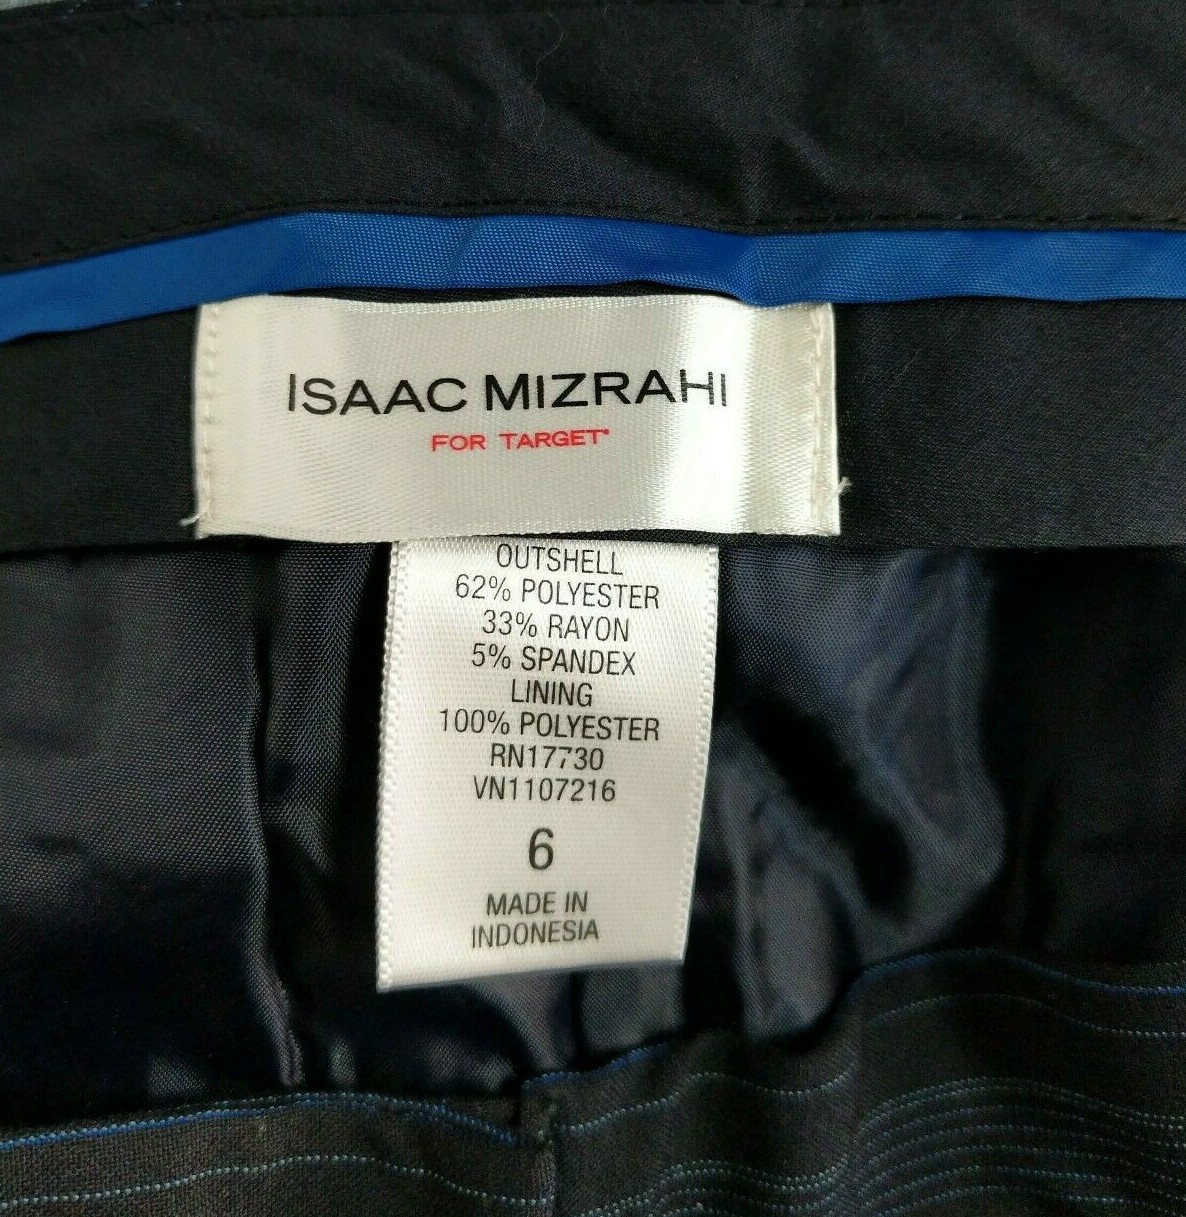 ISAAC MIZRAHI
FOR TARGET
OUTSHELL
62% POLYESTER
33% RAYON
5% SPANDEX
LINING
100% POLYESTER
RN17730
VN1107216
6
MADE IN
INDONESIA